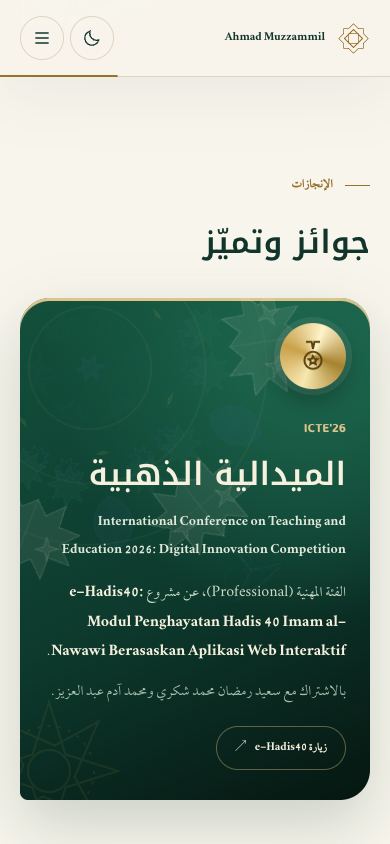 Ahmad Muzzammil
الإنجازات
جوائز وتميّز
ICTE'26
الميدالية الذهبية
International Conference on Teaching and
Education 2026: Digital Innovation Competition
الفئة المهنية (Professional)، عن مشروع e-Hadis40:
Modul Penghayatan Hadis 40 Imam al-
Nawawi Berasaskan Aplikasi Web Interaktif.
بالاشتراك مع سعيد رمضان محمد شكري ومحمد آدم عبد العزيز.
زيارة e-Hadis40